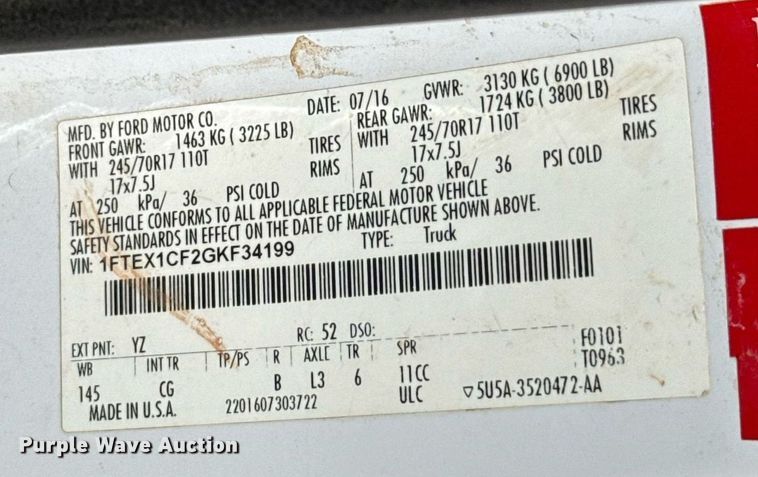 MFD. BY FORD MOTOR CO. DATE: 07/16 GVWR: 3130 KG ( 6900 LB)
FRONT GAWR: 1463 KG ( 3225 LB) REAR GAWR: 1724 KG ( 3800 LB)
WITH 245/70R17 110T TIRES WITH 245/70R17 110T TIRES
17x7.5J RIMS 17x7.5J RIMS
AT 250 kPa/ 36 PSI COLD AT 250 kPa/ 36 PSI COLD
THIS VEHICLE CONFORMS TO ALL APPLICABLE FEDERAL MOTOR VEHICLE
SAFETY STANDARDS IN EFFECT ON THE DATE OF MANUFACTURE SHOWN ABOVE.
VIN: 1FTEX1CF2GKF34199 TYPE: Truck
EXT PNT: YZ RC: 52 DSO: F0101
WB INT TR TP/PS R AXLE TR SPR T0963
145 CG B L3 6 11CC
MADE IN U.S.A. 2201607303722 ULC ▽5U5A-3520472-AA
Purple Wave Auction